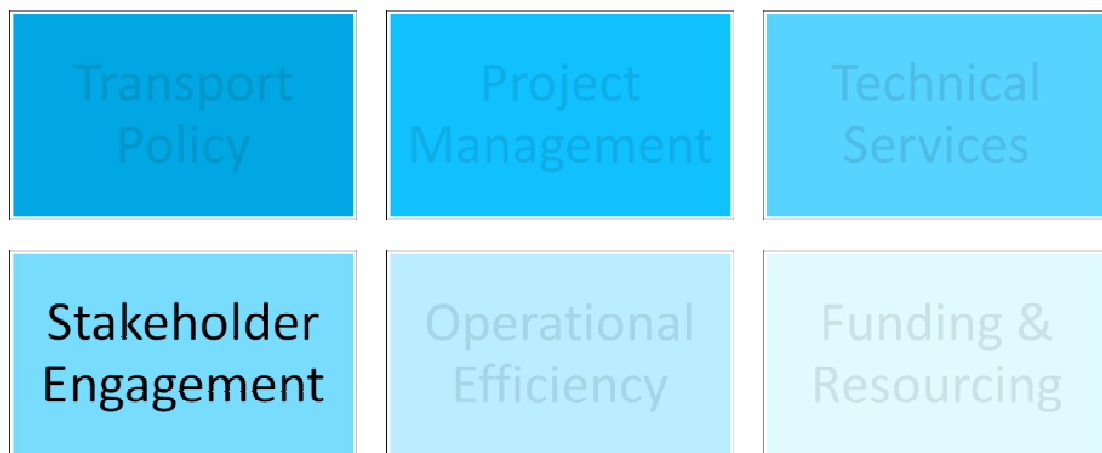 Transport
Policy
Project
Management
Technical
Services
Stakeholder
Engagement
Operational
Efficiency
Funding &
Resourcing